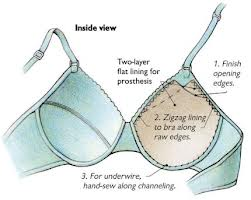 Inside view
Two-layer
flat lining for
prosthesis
1. Finish
opening
edges.
2. Zigzag lining
to bra along
raw edges.
3. For underwire,
hand-sew along channeling.